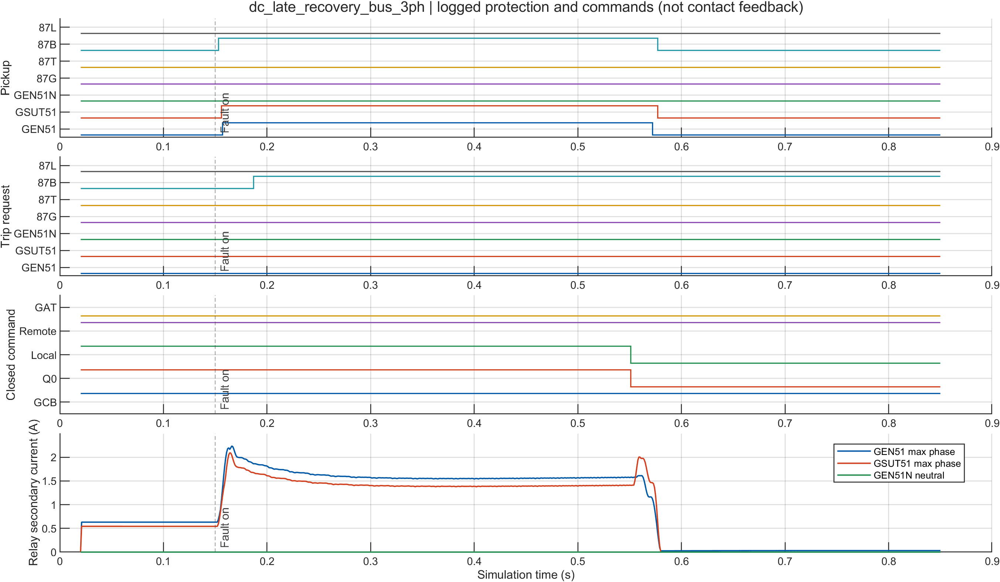 dc_late_recovery_bus_3ph | logged protection and commands (not contact feedback)
Pickup
87L
87B
87T
87G
GEN51N
GSUT51
GEN51
Fault on
0 0.1 0.2 0.3 0.4 0.5 0.6 0.7 0.8 0.9
Trip request
87L
87B
87T
87G
GEN51N
GSUT51
GEN51
Fault on
0 0.1 0.2 0.3 0.4 0.5 0.6 0.7 0.8 0.9
Closed command
GAT
Remote
Local
Q0
GCB
Fault on
0 0.1 0.2 0.3 0.4 0.5 0.6 0.7 0.8 0.9
Relay secondary current (A)
2
1.5
1
0.5
0
Fault on
GEN51 max phase
GSUT51 max phase
GEN51N neutral
0 0.1 0.2 0.3 0.4 0.5 0.6 0.7 0.8 0.9
Simulation time (s)